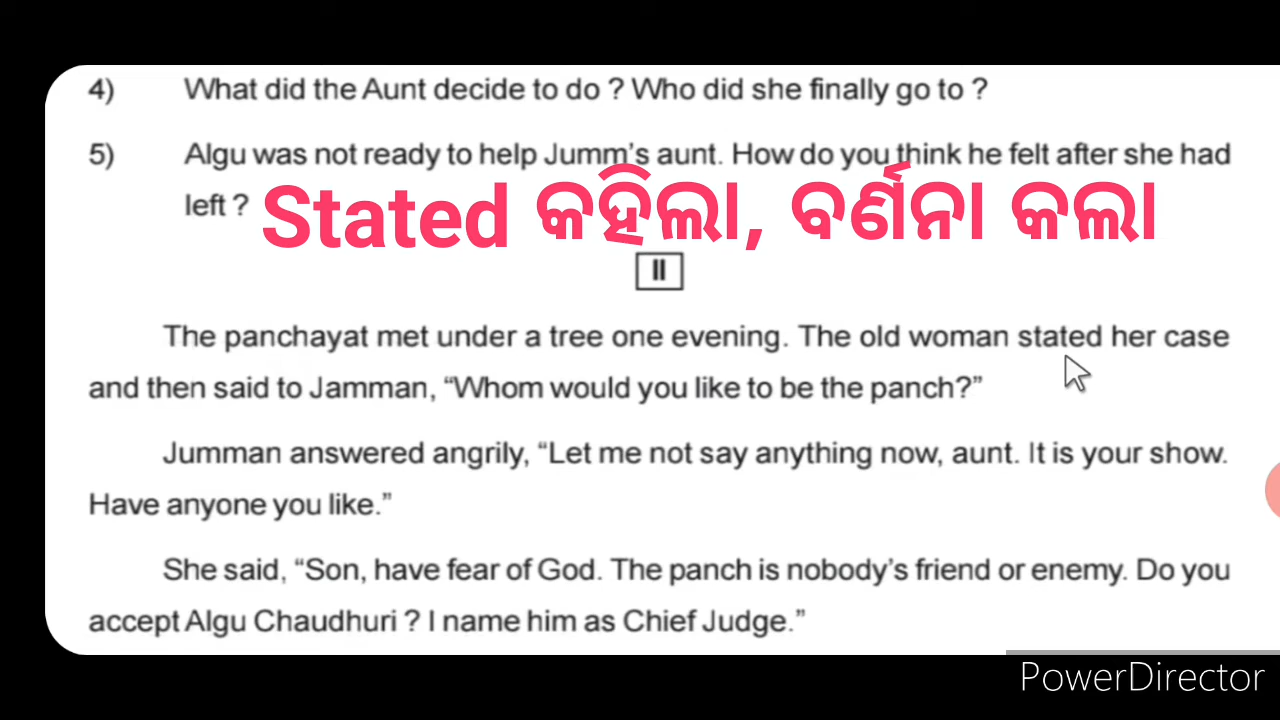 4) What did the Aunt decide to do ? Who did she finally go to ?
5) Algu was not ready to help Jumm's aunt. How do you think he felt after she had
left ?
Stated କହିଲା, ବର୍ଣନା କଲା
II
The panchayat met under a tree one evening. The old woman stated her case
and then said to Jamman, “Whom would you like to be the panch?”
Jumman answered angrily, “Let me not say anything now, aunt. It is your show.
Have anyone you like.”
She said, “Son, have fear of God. The panch is nobody’s friend or enemy. Do you
accept Algu Chaudhuri ? I name him as Chief Judge.”
PowerDirector